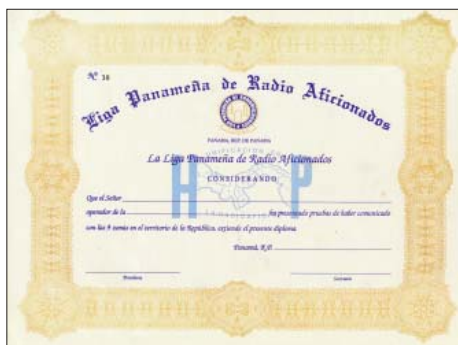 Nº 38
Liga Panameña de Radio Aficionados
PANAMA, REP. DE PANAMA
La Liga Panameña de Radio Aficionados
CONSIDERANDO
H P
Que el Señor
operador de la ha presentado pruebas de haber comunicado
con las 9 zonas en el territorio de la República, extiende el presente diploma.
Panamá, R.P.
Presidente Secretario